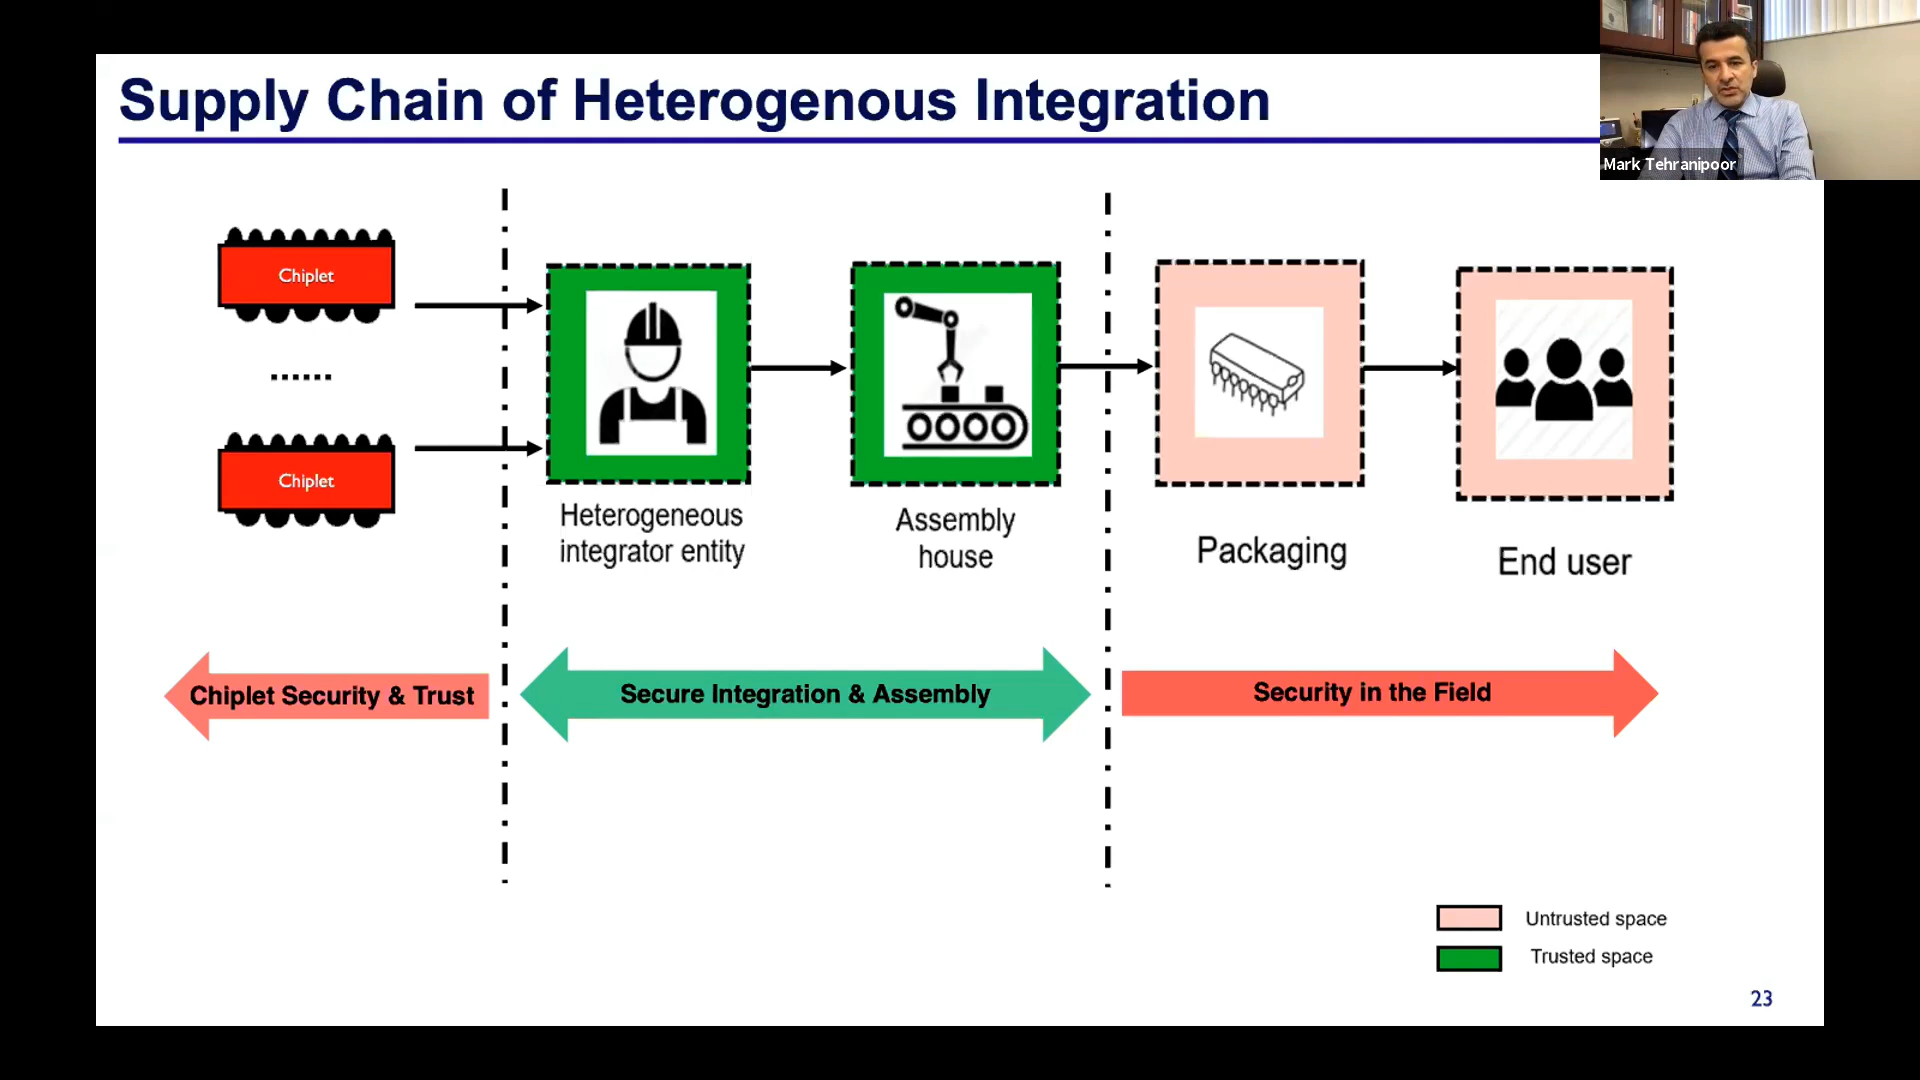 Supply Chain of Heterogenous Integration
Mark Tehranipoor
Chiplet
......
Chiplet
Heterogeneous
integrator entity
Assembly
house
Packaging
End user
Chiplet Security & Trust
Secure Integration & Assembly
Security in the Field
Untrusted space
Trusted space
23